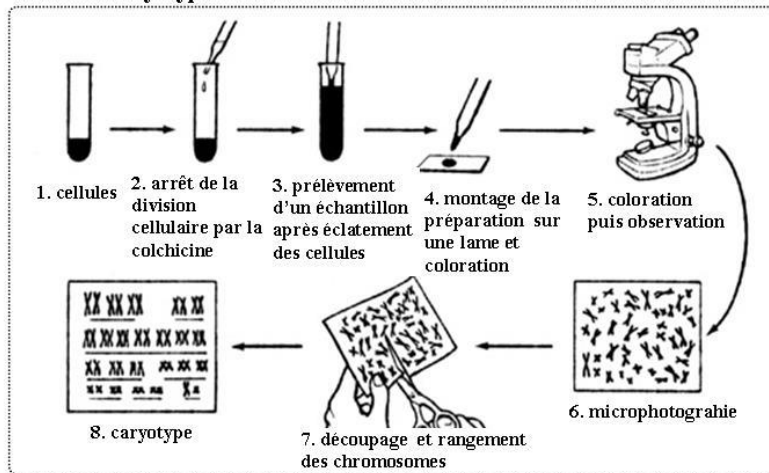 1. cellules
2. arrêt de la
division
cellulaire par la
colchicine
3. prélèvement
d'un échantillon
après éclatement
des cellules
4. montage de la
préparation sur
une lame et
coloration
5. coloration
puis observation
6. microphotograhie
7. découpage et rangement
des chromosomes
8. caryotype